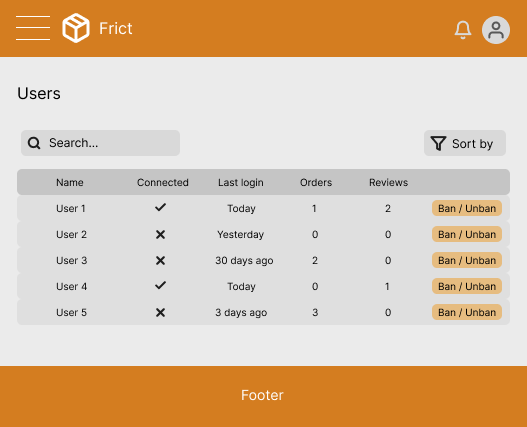 Frict
Users
Search...
Sort by
Name Connected Last login Orders Reviews
User 1 Today 1 2 Ban / Unban
User 2 Yesterday 0 0 Ban / Unban
User 3 30 days ago 2 0 Ban / Unban
User 4 Today 0 1 Ban / Unban
User 5 3 days ago 3 0 Ban / Unban
Footer